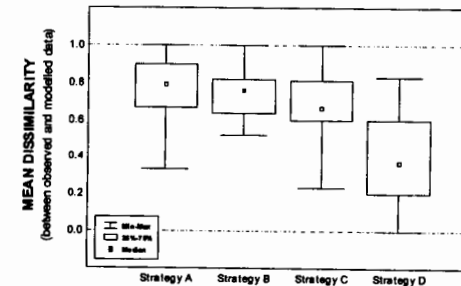 MEAN DISSIMILARITY
(between observed and modelled data)
1.0
0.8
0.6
0.4
0.2
0.0
Min-Max
25%-75%
Median
Strategy A
Strategy B
Strategy C
Strategy D